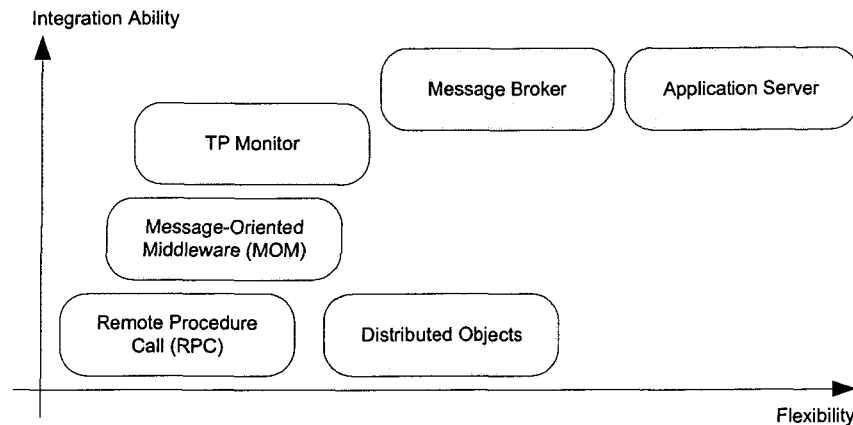 Integration Ability
Message Broker
Application Server
TP Monitor
Message-Oriented
Middleware (MOM)
Remote Procedure
Call (RPC)
Distributed Objects
Flexibility